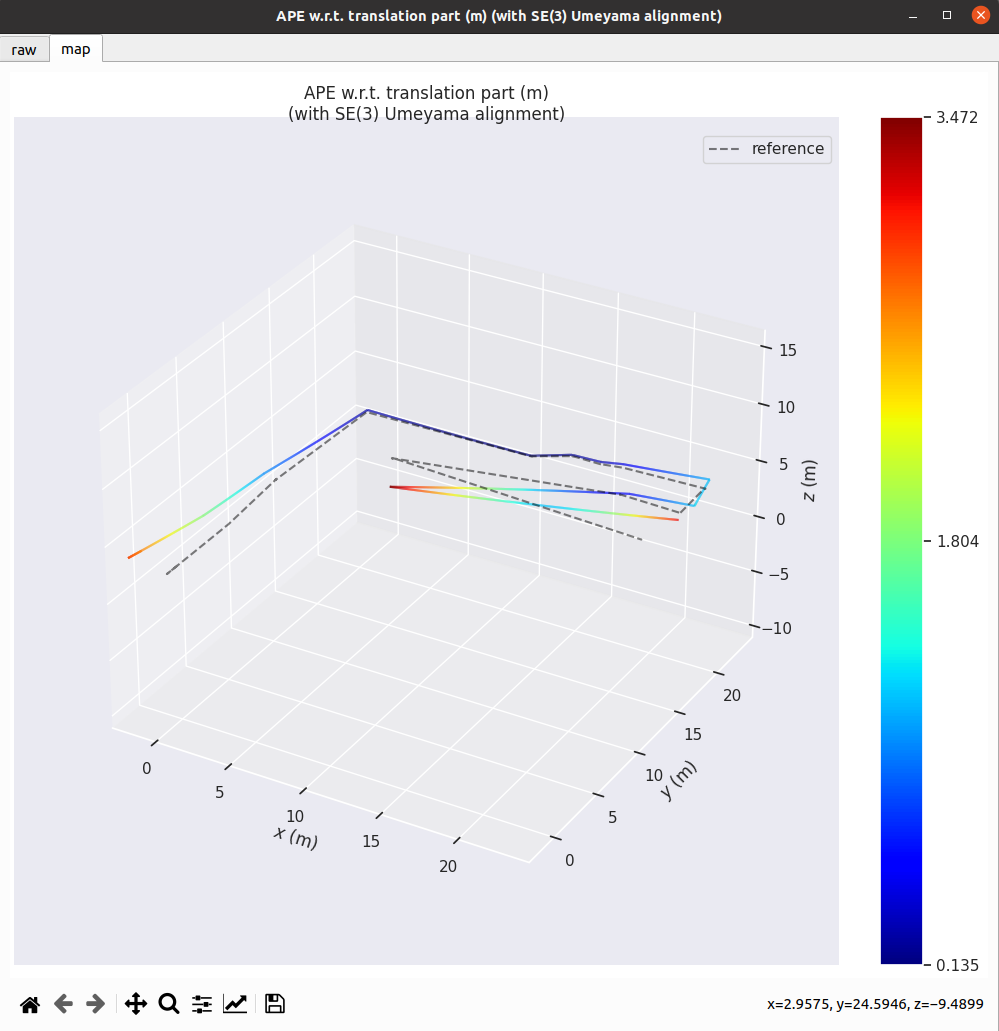 APE w.r.t. translation part (m) (with SE(3) Umeyama alignment)
raw map
APE w.r.t. translation part (m)
(with SE(3) Umeyama alignment)
reference
3.472
1.804
0.135
15
10
5
0
−5
−10
z (m)
20
15
10
5
0
y (m)
0
5
10
15
20
x (m)
x=2.9575, y=24.5946, z=−9.4899